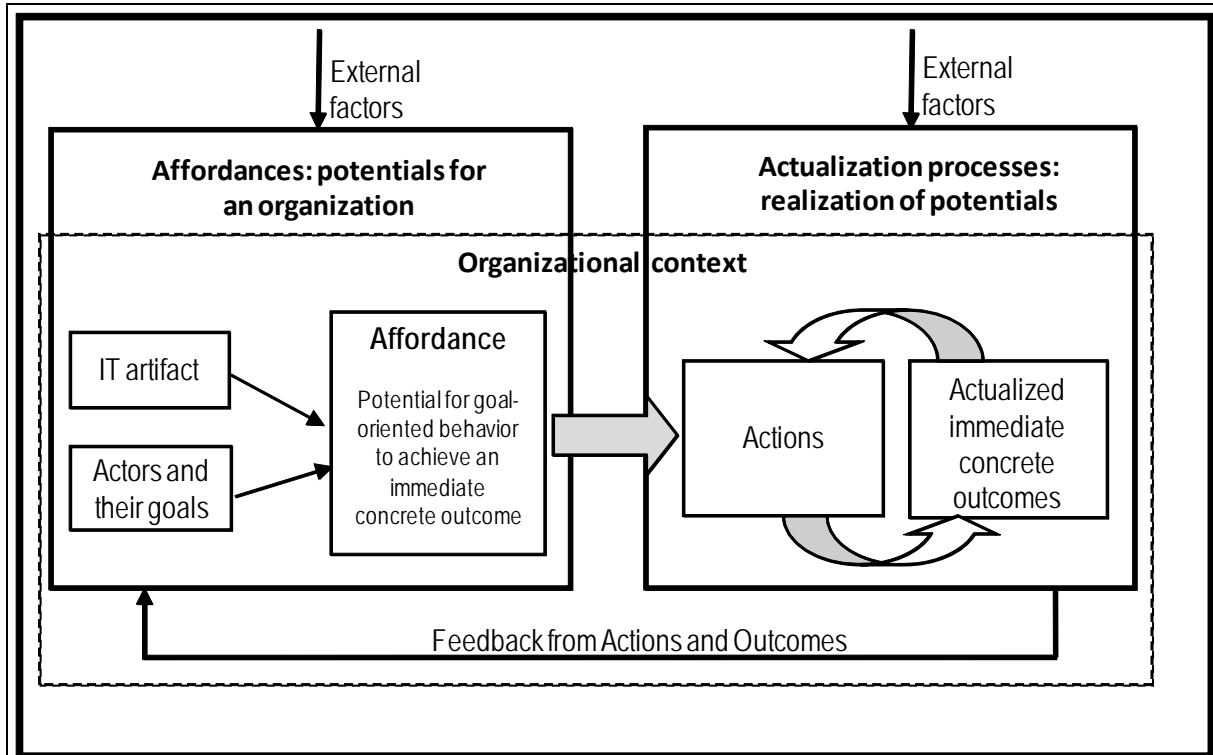 External
factors
External
factors
Affordances: potentials for
an organization
Actualization processes:
realization of potentials
Organizational context
IT artifact
Actors and
their goals
Affordance
Potential for goal-
oriented behavior
to achieve an
immediate
concrete outcome
Actions
Actualized
immediate
concrete
outcomes
Feedback from Actions and Outcomes